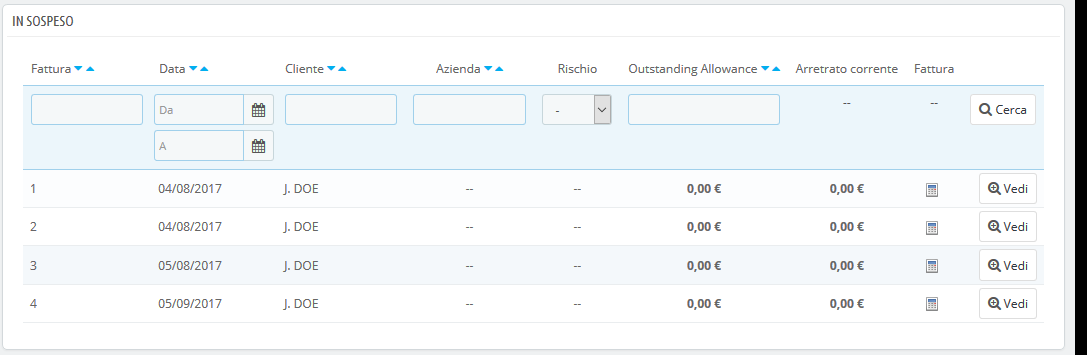 IN SOSPESO
Fattura Data Cliente Azienda Rischio Outstanding Allowance Arretrato corrente Fattura
Da - -- -- Cerca
A
1 04/08/2017 J. DOE -- -- 0,00 € 0,00 € Vedi
2 04/08/2017 J. DOE -- -- 0,00 € 0,00 € Vedi
3 05/08/2017 J. DOE -- -- 0,00 € 0,00 € Vedi
4 05/09/2017 J. DOE -- -- 0,00 € 0,00 € Vedi